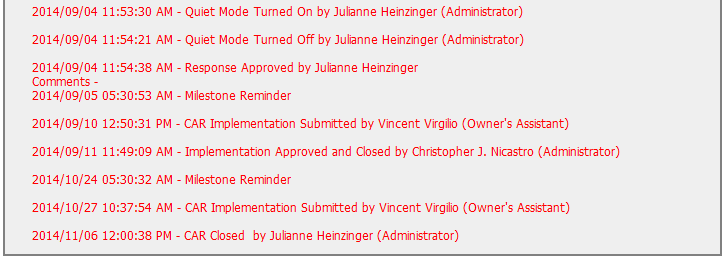 2014/09/04 11:53:30 AM - Quiet Mode Turned On by Julianne Heinzinger (Administrator)
2014/09/04 11:54:21 AM - Quiet Mode Turned Off by Julianne Heinzinger (Administrator)
2014/09/04 11:54:38 AM - Response Approved by Julianne Heinzinger
Comments -
2014/09/05 05:30:53 AM - Milestone Reminder
2014/09/10 12:50:31 PM - CAR Implementation Submitted by Vincent Virgilio (Owner's Assistant)
2014/09/11 11:49:09 AM - Implementation Approved and Closed by Christopher J. Nicastro (Administrator)
2014/10/24 05:30:32 AM - Milestone Reminder
2014/10/27 10:37:54 AM - CAR Implementation Submitted by Vincent Virgilio (Owner's Assistant)
2014/11/06 12:00:38 PM - CAR Closed  by Julianne Heinzinger (Administrator)